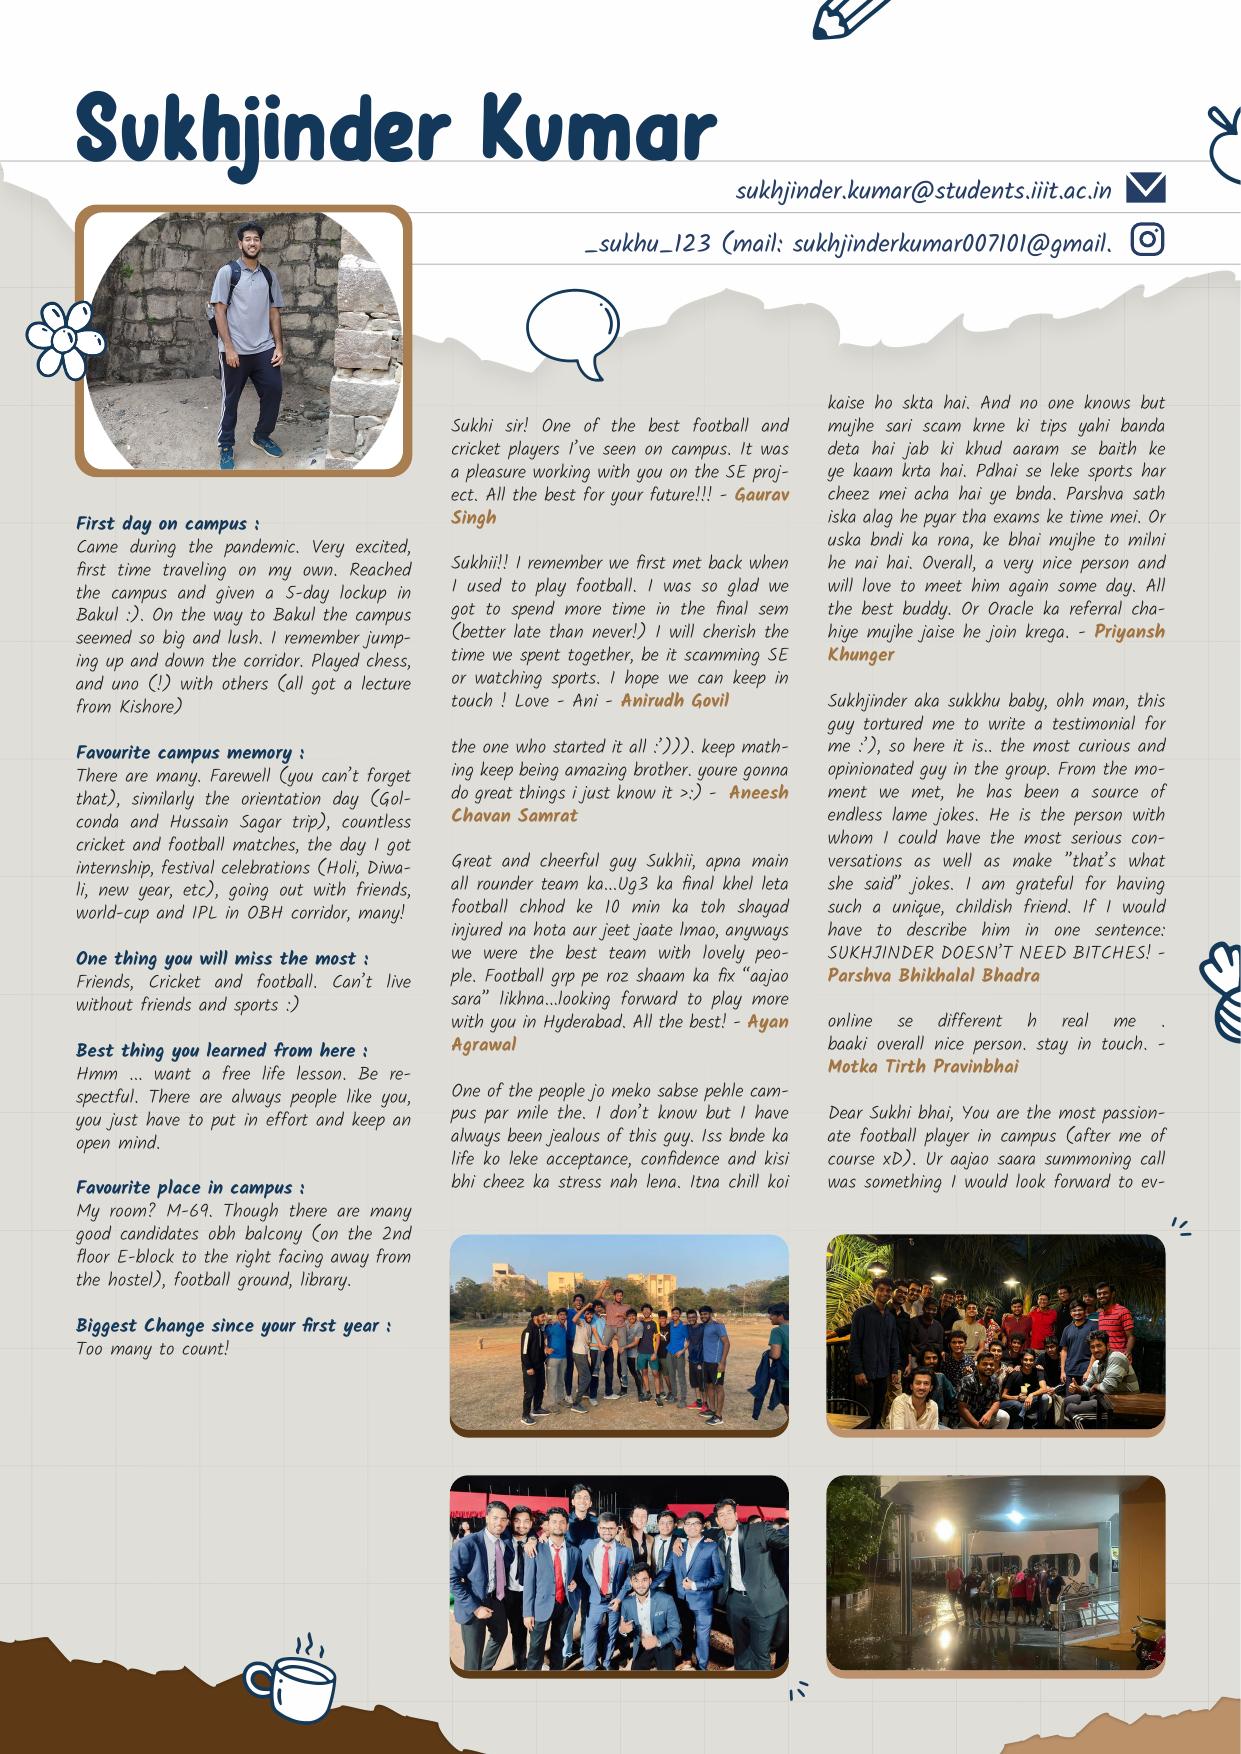 Sukhjinder Kumar
sukhjinder.kumar@students.iiit.ac.in
_sukhu_123 (mail: sukhjinderkumar007101@gmail.
First day on campus :
Came during the pandemic. Very excited,
first time traveling on my own. Reached
the campus and given a 5-day lockup in
Bakul :). On the way to Bakul the campus
seemed so big and lush. I remember jump-
ing up and down the corridor. Played chess,
and uno (!) with others (all got a lecture
from Kishore)
Favourite campus memory :
There are many. Farewell (you can't forget
that), similarly the orientation day (Gol-
conda and Hussain Sagar trip), countless
cricket and football matches, the day I got
internship, festival celebrations (Holi, Diwa-
li, new year, etc), going out with friends,
world-cup and IPL in OBH corridor, many!
One thing you will miss the most :
Friends, Cricket and football. Can't live
without friends and sports :)
Best thing you learned from here :
Hmm ... want a free life lesson. Be re-
spectful. There are always people like you,
you just have to put in effort and keep an
open mind.
Favourite place in campus :
My room? M-69. Though there are many
good candidates obh balcony (on the 2nd
floor E-block to the right facing away from
the hostel), football ground, library.
Biggest Change since your first year :
Too many to count!
Sukhi sir! One of the best football and
cricket players I've seen on campus. It was
a pleasure working with you on the SE proj-
ect. All the best for your future!!! - Gaurav
Singh
Sukhii!! I remember we first met back when
I used to play football. I was so glad we
got to spend more time in the final sem
(better late than never!) I will cherish the
time we spent together, be it scamming SE
or watching sports. I hope we can keep in
touch ! Love - Ani - Anirudh Govil
the one who started it all :'))). keep math-
ing keep being amazing brother. youre gonna
do great things i just know it >:) - Aneesh
Chavan Samrat
Great and cheerful guy Sukhii, apna main
all rounder team ka...Ug3 ka final khel leta
football chhod ke 10 min ka toh shayad
injured na hota aur jeet jaate lmao, anyways
we were the best team with lovely peo-
ple. Football grp pe roz shaam ka fix "aajao
sara" likhna...looking forward to play more
with you in Hyderabad. All the best! - Ayan
Agrawal
One of the people jo meko sabse pehle cam-
pus par mile the. I don't know but I have
always been jealous of this guy. Iss bnde ka
life ko leke acceptance, confidence and kisi
bhi cheez ka stress nah lena. Itna chill koi
kaise ho skta hai. And no one knows but
mujhe sari scam krne ki tips yahi banda
deta hai jab ki khud aaram se baith ke
ye kaam krta hai. Pdhai se leke sports har
cheez mei acha hai ye bnda. Parshva sath
iska alag he pyar tha exams ke time mei. Or
uska bndi ka rona, ke bhai mujhe to milni
he nai hai. Overall, a very nice person and
will love to meet him again some day. All
the best buddy. Or Oracle ka referral cha-
hiye mujhe jaise he join krega. - Priyansh
Khunger
Sukhjinder aka sukkhu baby, ohh man, this
guy tortured me to write a testimonial for
me :'), so here it is.. the most curious and
opinionated guy in the group. From the mo-
ment we met, he has been a source of
endless lame jokes. He is the person with
whom I could have the most serious con-
versations as well as make "that's what
she said" jokes. I am grateful for having
such a unique, childish friend. If I would
have to describe him in one sentence:
SUKHJINDER DOESN'T NEED BITCHES! -
Parshva Bhikhalal Bhadra
online se different h real me .
baaki overall nice person. stay in touch. -
Motka Tirth Pravinbhai
Dear Sukhi bhai, You are the most passion-
ate football player in campus (after me of
course xD). Ur aajao saara summoning call
was something I would look forward to ev-